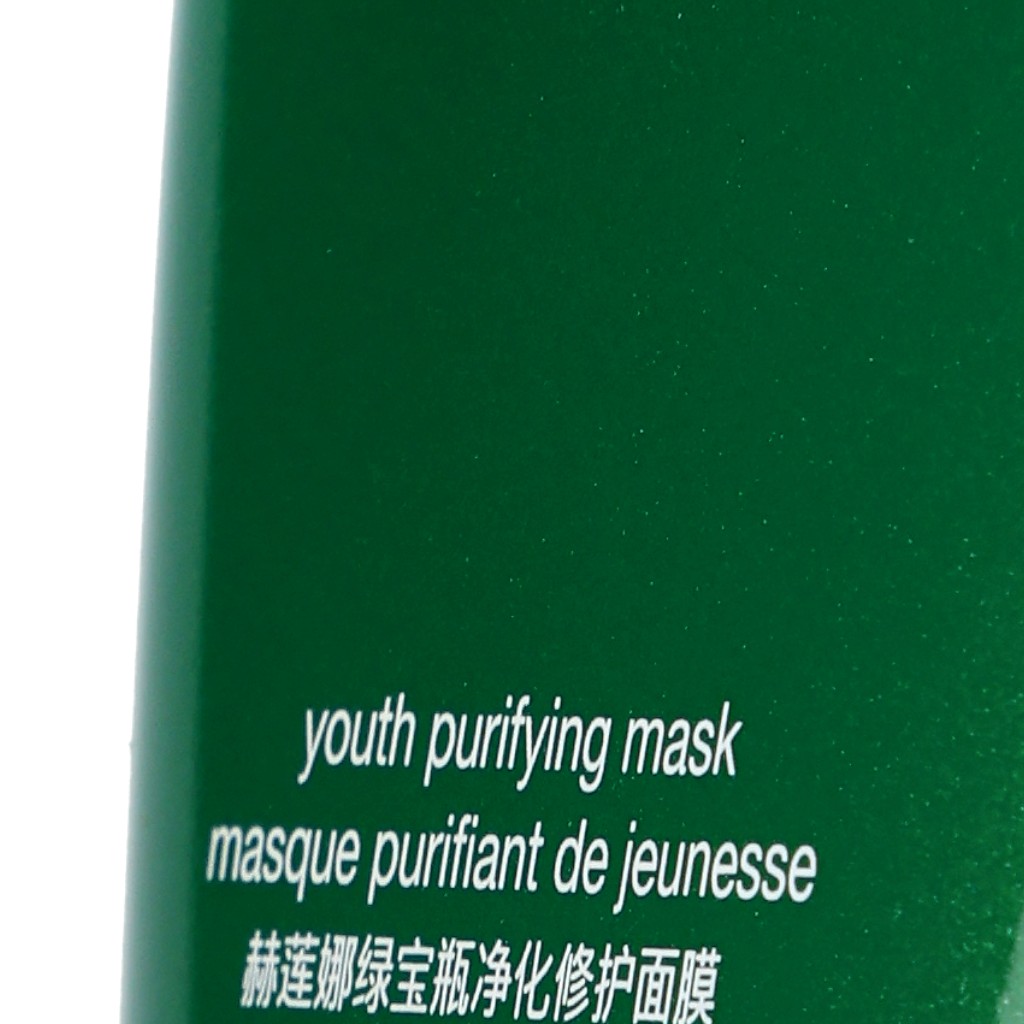 youth purifying mask
masque purifiant de jeunesse
赫莲娜绿宝瓶净化修护面膜